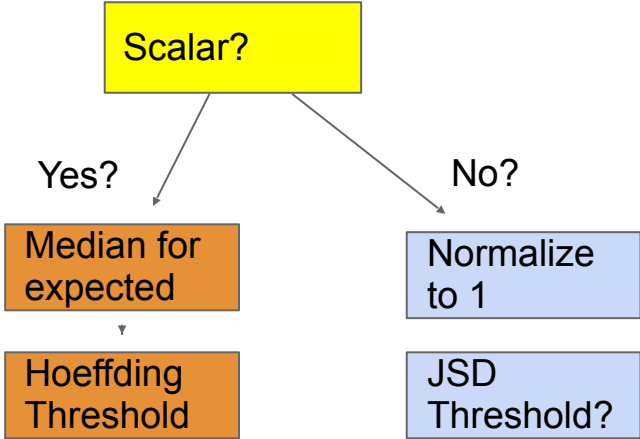 Scalar?
Yes?
No?
Median for
expected
Normalize
to 1
Hoeffding
Threshold
JSD
Threshold?